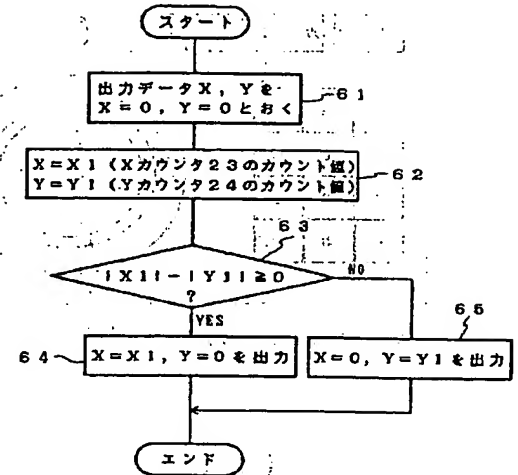 スタート
出力データX, Yを
X=0, Y=0とおく
61
X=X1 (Xカウンタ23のカウント値)
Y=Y1 (Yカウンタ24のカウント値)
62
63
|X1|-|Y1|≧0
?
NO
YES
65
64
X=X1, Y=0を出力
X=0, Y=Y1を出力
エンド